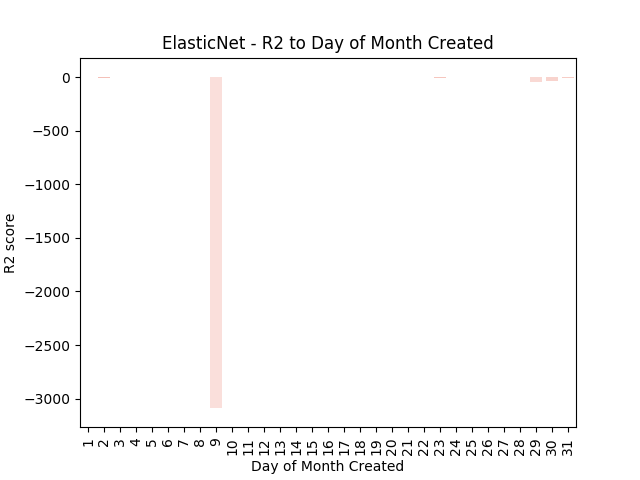 ElasticNet - R2 to Day of Month Created
R2 score
0
−500
−1000
−1500
−2000
−2500
−3000
1 2 3 4 5 6 7 8 9 10 11 12 13 14 15 16 17 18 19 20 21 22 23 24 25 26 27 28 29 30 31
Day of Month Created